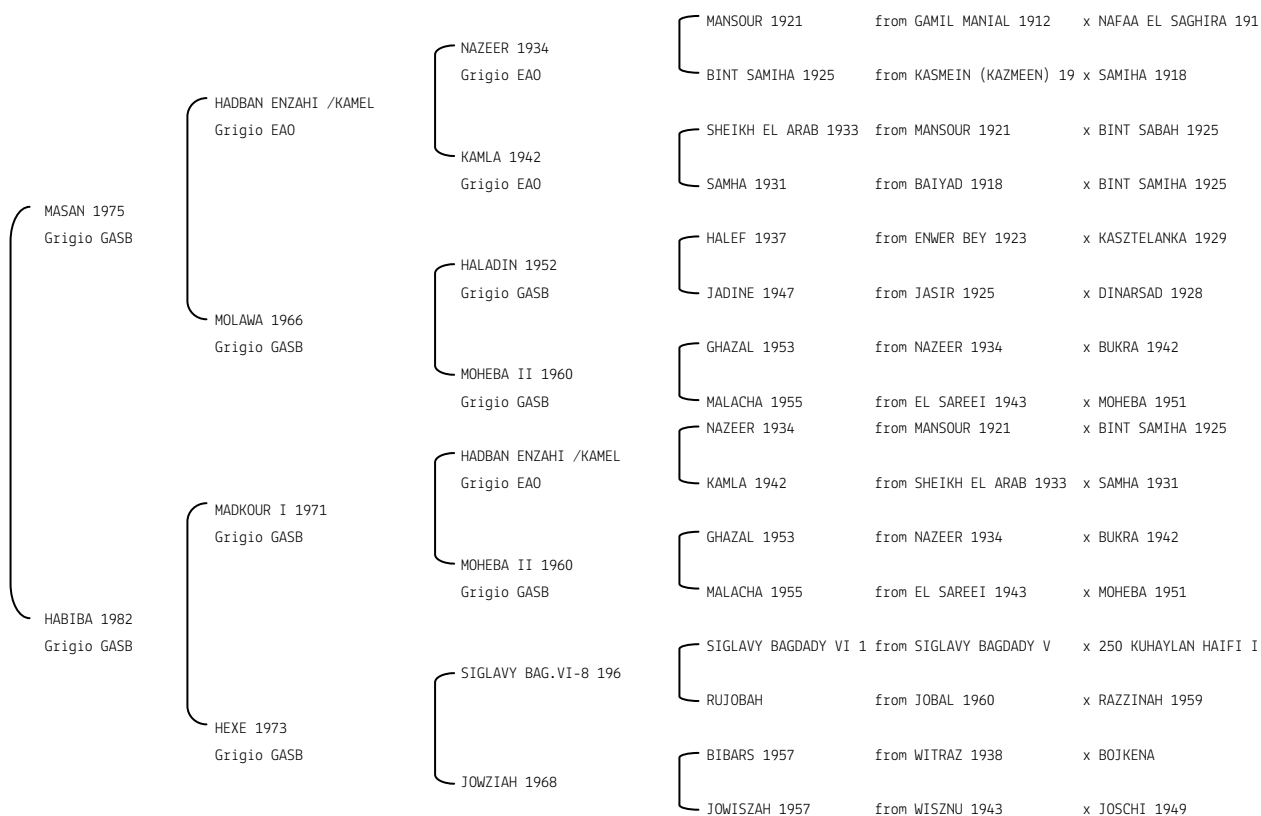 MANSOUR 1921 from GAMIL MANIAL 1912 x NAFAA EL SAGHIRA 191
NAZEER 1934
Grigio EAO BINT SAMIHA 1925 from KASMEIN (KAZMEEN) 19 x SAMIHA 1918
HADBAN ENZAHI /KAMEL
Grigio EAO SHEIKH EL ARAB 1933 from MANSOUR 1921 x BINT SABAH 1925
KAMLA 1942
Grigio EAO SAMHA 1931 from BAIYAD 1918 x BINT SAMIHA 1925
MASAN 1975
Grigio GASB HALEF 1937 from ENWER BEY 1923 x KASZTELANKA 1929
HALADIN 1952
Grigio GASB JADINE 1947 from JASIR 1925 x DINARSAD 1928
MOLAWA 1966
Grigio GASB GHAZAL 1953 from NAZEER 1934 x BUKRA 1942
MOHEBA II 1960
Grigio GASB MALACHA 1955 from EL SAREEI 1943 x MOHEBA 1951
NAZEER 1934 from MANSOUR 1921 x BINT SAMIHA 1925
HADBAN ENZAHI /KAMEL
Grigio EAO KAMLA 1942 from SHEIKH EL ARAB 1933 x SAMHA 1931
MADKOUR I 1971
Grigio GASB GHAZAL 1953 from NAZEER 1934 x BUKRA 1942
MOHEBA II 1960
Grigio GASB MALACHA 1955 from EL SAREEI 1943 x MOHEBA 1951
HABIBA 1982
Grigio GASB SIGLAVY BAGDADY VI 1 from SIGLAVY BAGDADY V x 250 KUHAYLAN HAIFI I
SIGLAVY BAG.VI-8 196
RUJOBAH from JOBAL 1960 x RAZZINAH 1959
HEXE 1973
Grigio GASB BIBARS 1957 from WITRAZ 1938 x BOJKENA
JOWZIAH 1968
JOWISZAH 1957 from WISZNU 1943 x JOSCHI 1949